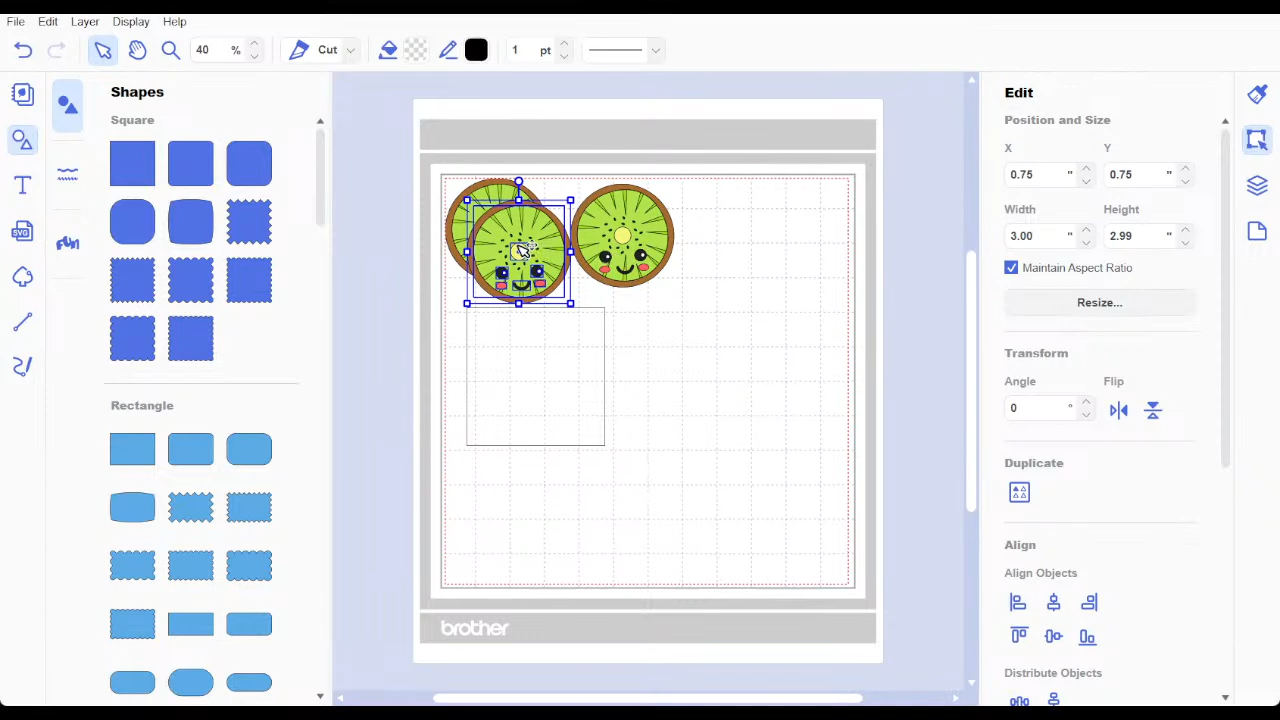 File Edit Layer Display Help
40 % Cut 1 pt
Shapes
Square
Rectangle
T
SVG
fun
brother
Edit
Position and Size
X Y
0.75 " 0.75 "
Width Height
3.00 " 2.99 "
Maintain Aspect Ratio
Resize...
Transform
Angle Flip
0 °
Duplicate
Align
Align Objects
Distribute Objects